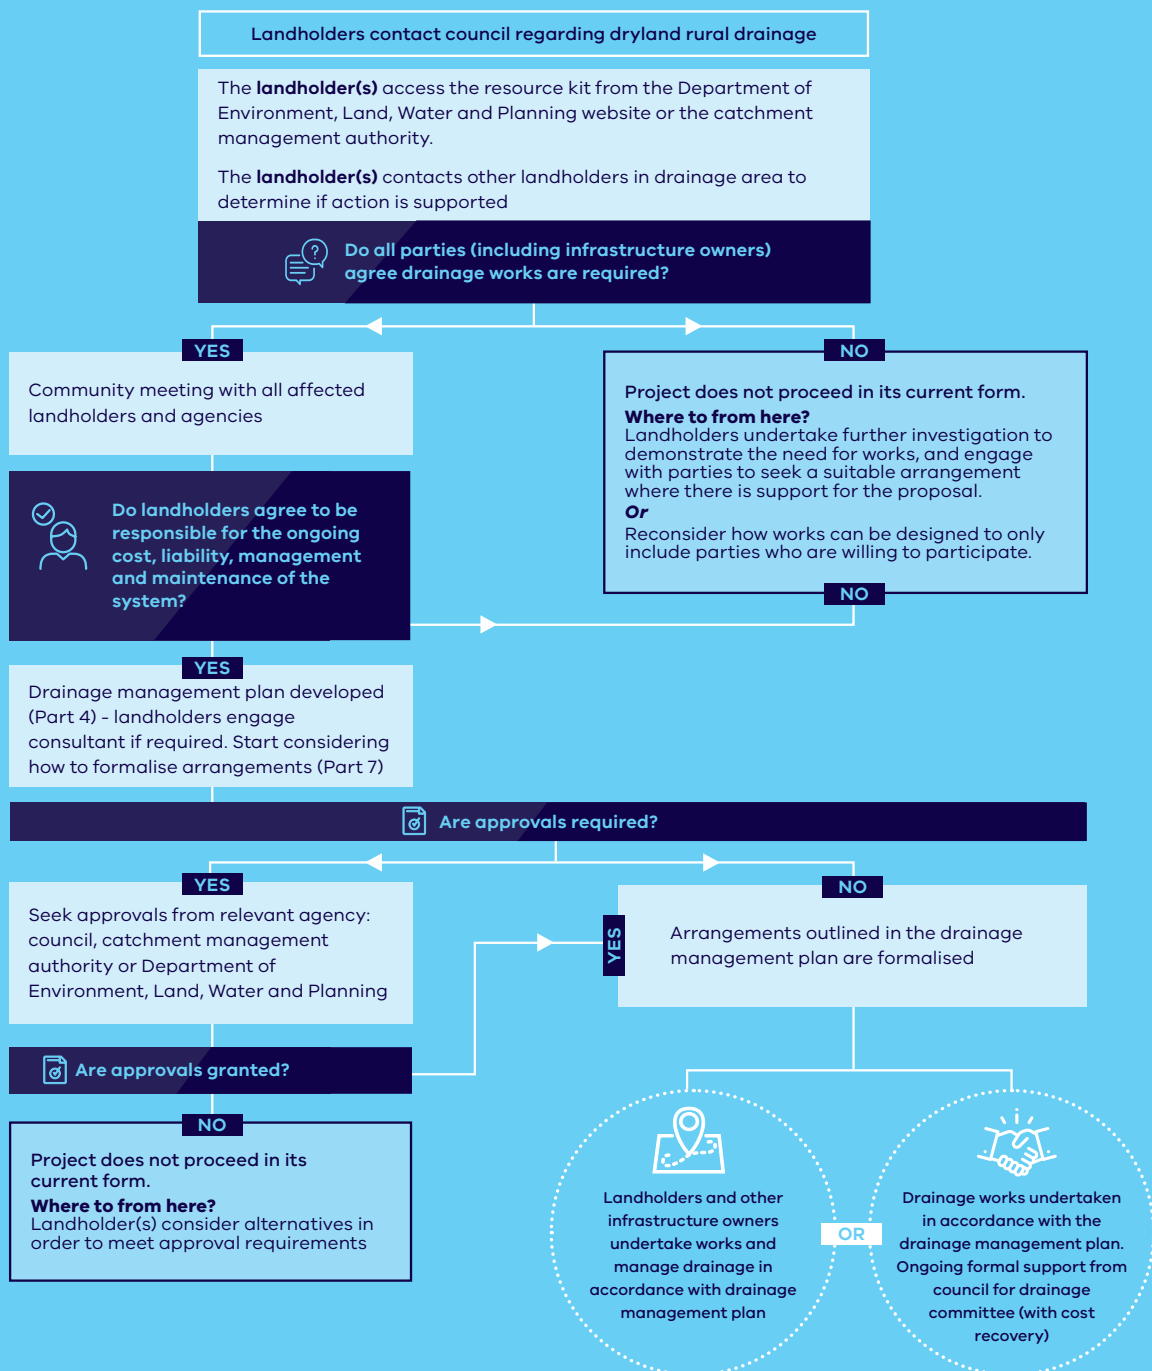 Landholders contact council regarding dryland rural drainage
The landholder(s) access the resource kit from the Department of
Environment, Land, Water and Planning website or the catchment
management authority.
The landholder(s) contacts other landholders in drainage area to
determine if action is supported
Do all parties (including infrastructure owners)
agree drainage works are required?
YES
Community meeting with all affected
landholders and agencies
NO
Project does not proceed in its current form.
Where to from here?
Landholders undertake further investigation to
demonstrate the need for works, and engage
with parties to seek a suitable arrangement
where there is support for the proposal.
Or
Reconsider how works can be designed to only
include parties who are willing to participate.
NO
Do landholders agree to be
responsible for the ongoing
cost, liability, management
and maintenance of the
system?
YES
Drainage management plan developed
(Part 4) - landholders engage
consultant if required. Start considering
how to formalise arrangements (Part 7)
Are approvals required?
YES
Seek approvals from relevant agency:
council, catchment management
authority or Department of
Environment, Land, Water and Planning
NO
YES
Arrangements outlined in the drainage
management plan are formalised
Are approvals granted?
NO
Project does not proceed in its
current form.
Where to from here?
Landholder(s) consider alternatives in
order to meet approval requirements
Landholders and other
infrastructure owners
undertake works and
manage drainage in
accordance with drainage
management plan
OR
Drainage works undertaken
in accordance with the
drainage management plan.
Ongoing formal support from
council for drainage
committee (with cost
recovery)